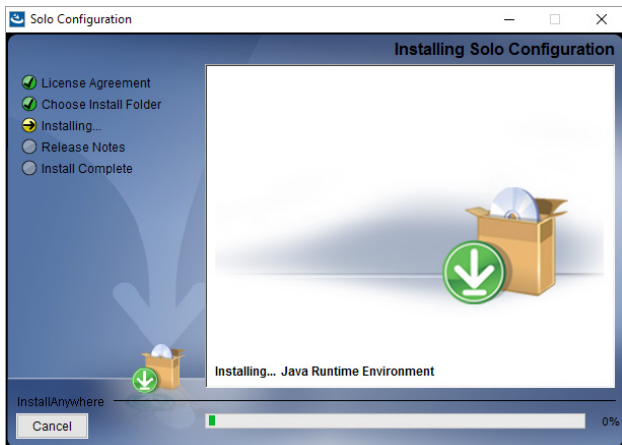 Solo Configuration
Installing Solo Configuration
License Agreement
Choose Install Folder
Installing...
Release Notes
Install Complete
Installing... Java Runtime Environment
InstallAnywhere
Cancel
0%